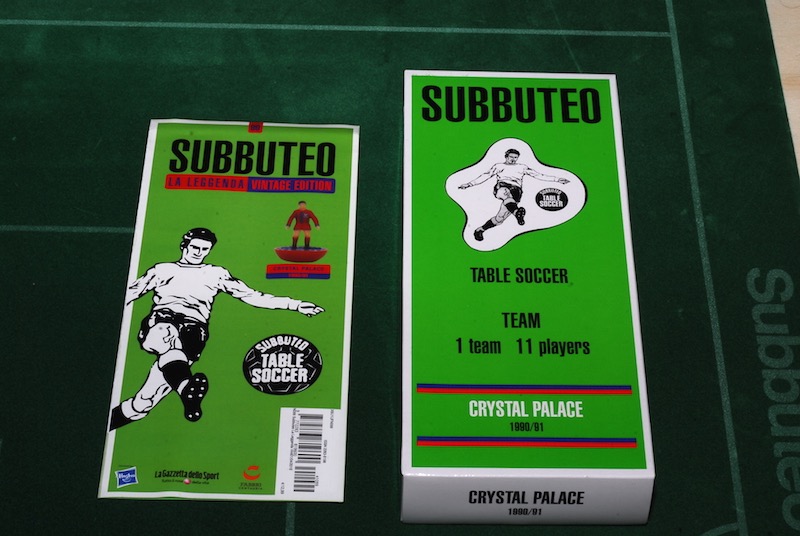 SUBBUTEO
LA LEGGENDA VINTAGE EDITION
CRYSTAL PALACE
SUBBUTEO
TABLE
SOCCER
Hasbro
La Gazzetta dello Sport
SUBBUTEO
SUBBUTEO
TABLE
SOCCER
TABLE SOCCER
TEAM
1 team 11 players
CRYSTAL PALACE
1990/91
CRYSTAL PALACE
1990/91
Subbuteo